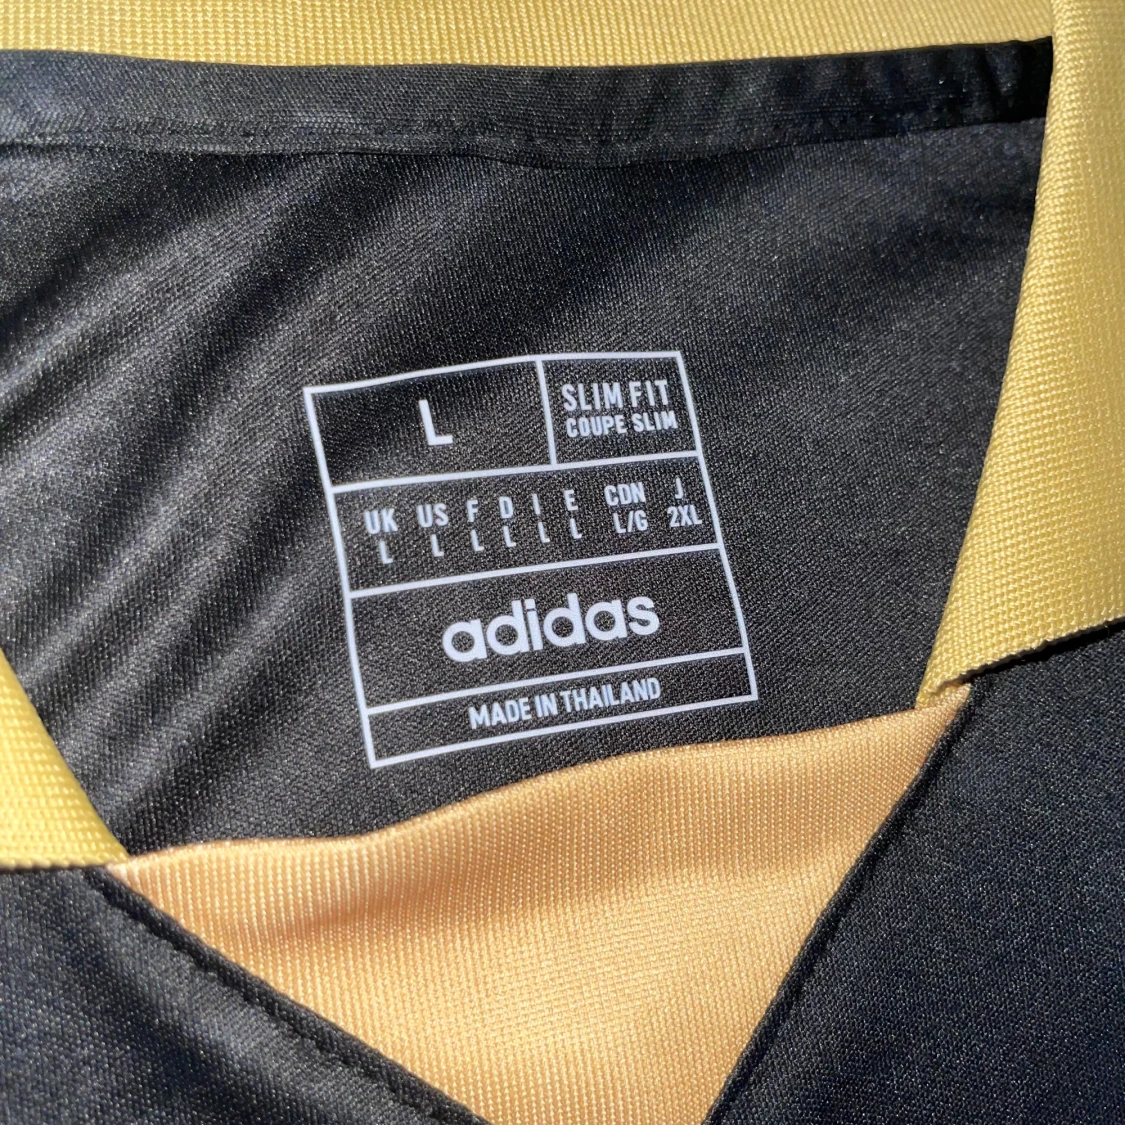 L
SLIM FIT
COUPE SLIM
UK US F D I E CDN J
L L L L L L L/G 2XL
adidas
MADE IN THAILAND